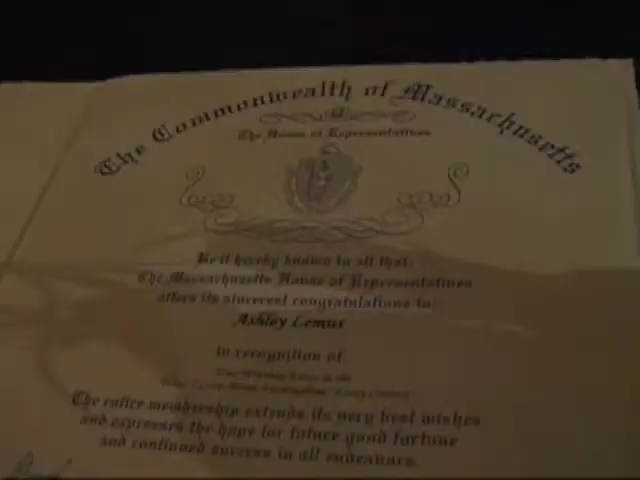 The Commonwealth of Massachusetts
The House of Representatives
Be it hereby known to all that:
The Massachusetts House of Representatives
offers its sincerest congratulations to:
Ashley Lemus
in recognition of
The entire membership extends its very best wishes
and expresses the hope for future good fortune
and continued success in all endeavors.